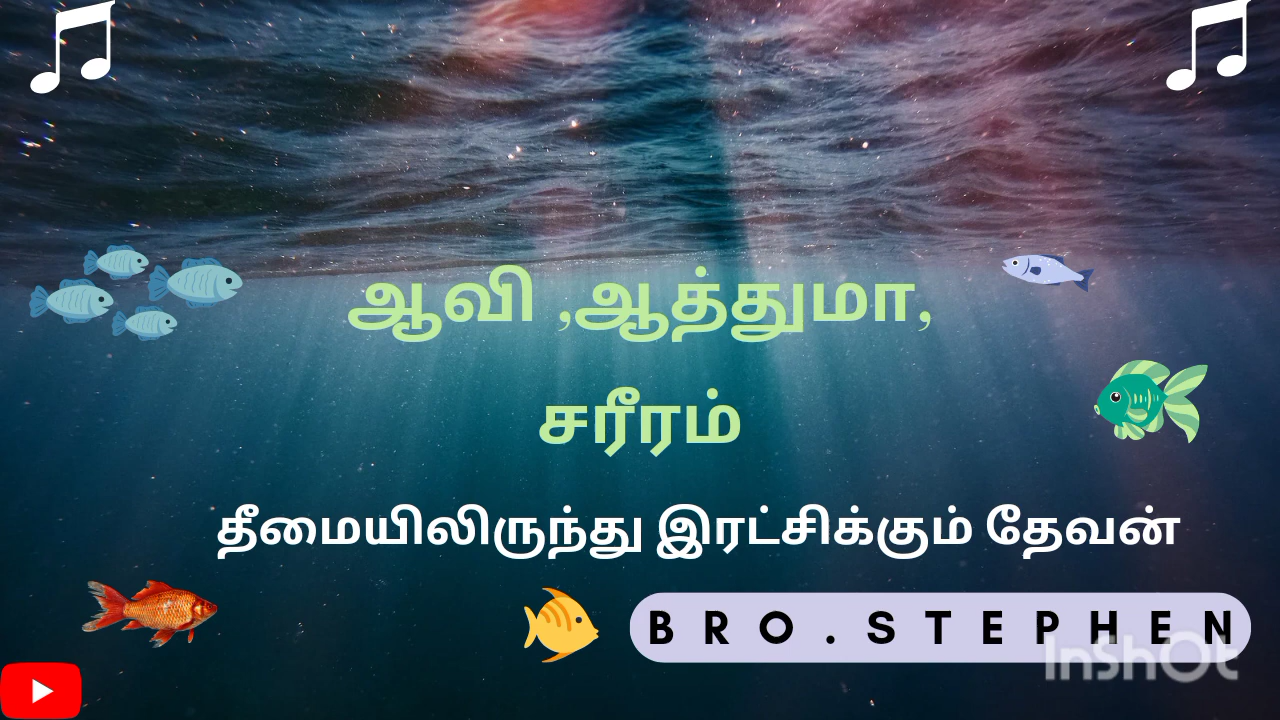 ஆவி ,ஆத்துமா,
சரீரம்
தீமையிலிருந்து இரட்சிக்கும் தேவன்
BRO.STEPHEN
InShOt